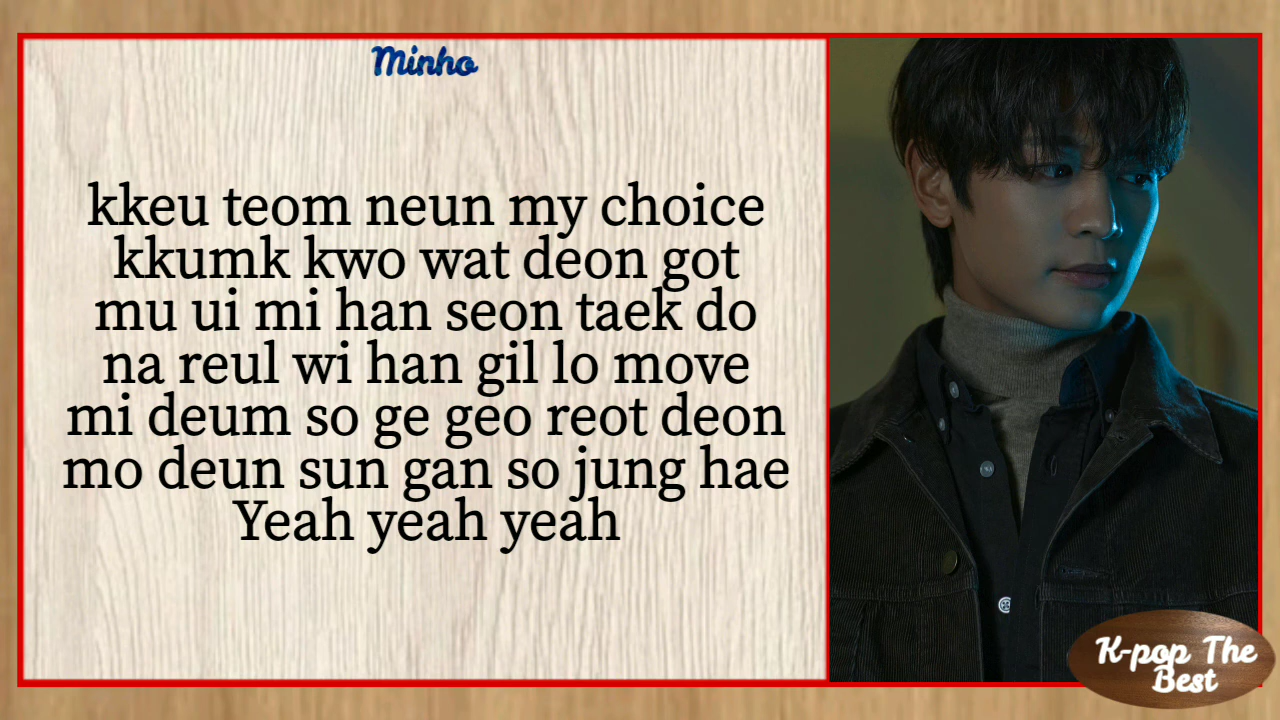 Minho
kkeu teom neun my choice
kkumk kwo wat deon got
mu ui mi han seon taek do
na reul wi han gil lo move
mi deum so ge geo reot deon
mo deun sun gan so jung hae
Yeah yeah yeah
K-pop The
Best